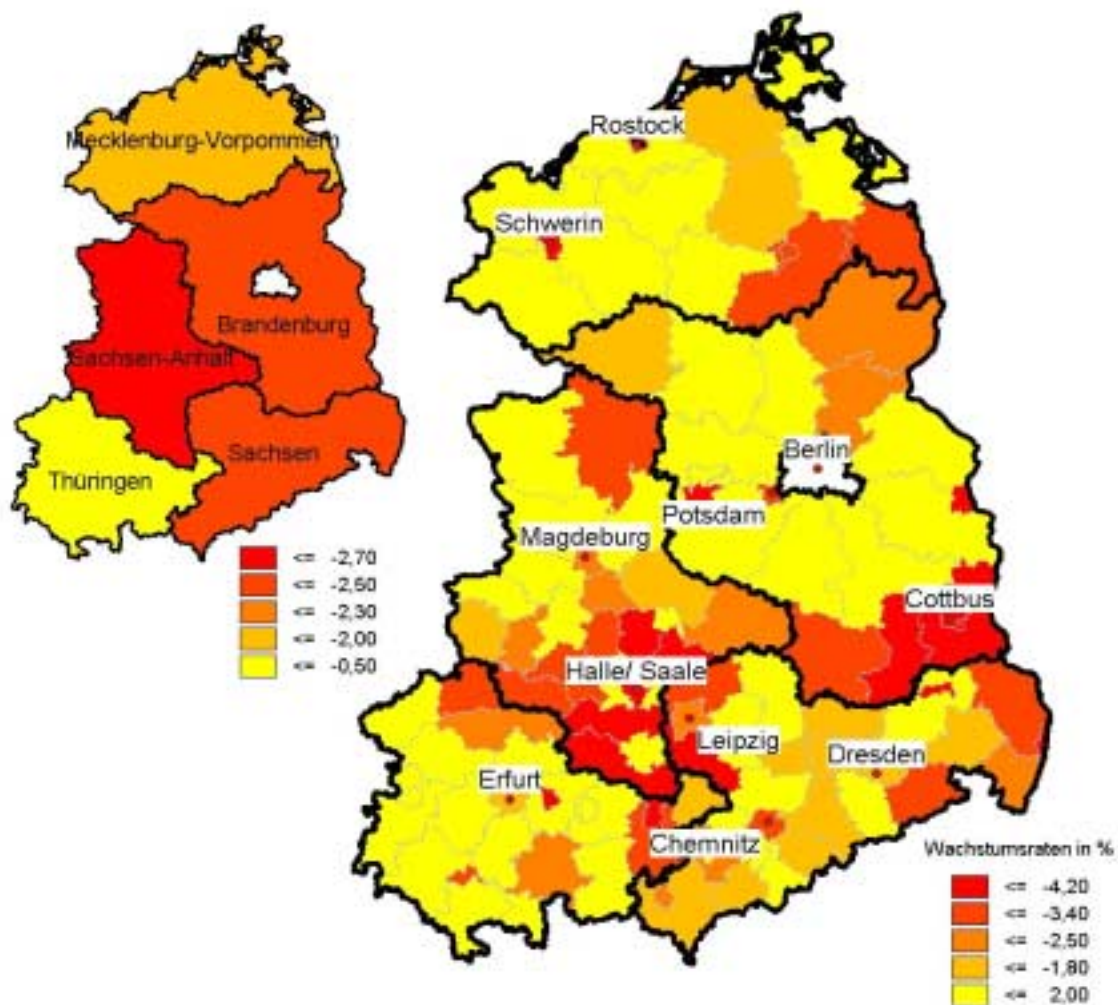 Mecklenburg-Vorpommern
Brandenburg
Sachsen-Anhalt
Sachsen
Thüringen
<= -2,70
<= -2,50
<= -2,30
<= -2,00
<= -0,50
Rostock
Schwerin
Berlin
Potsdam
Magdeburg
Cottbus
Halle/ Saale
Leipzig
Dresden
Erfurt
Chemnitz
Wachstumsraten in %
<= -4,20
<= -3,40
<= -2,50
<= -1,80
<= 2,00